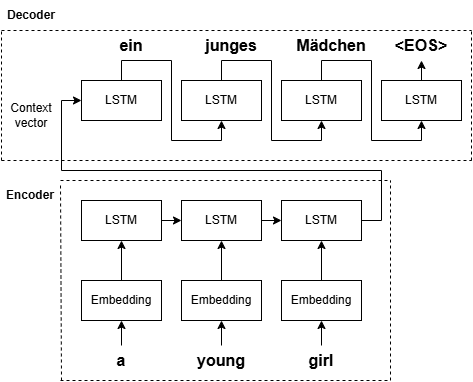 Decoder
ein junges Mädchen <EOS>
LSTM LSTM LSTM LSTM
Context
vector
Encoder
LSTM LSTM LSTM
Embedding Embedding Embedding
a young girl